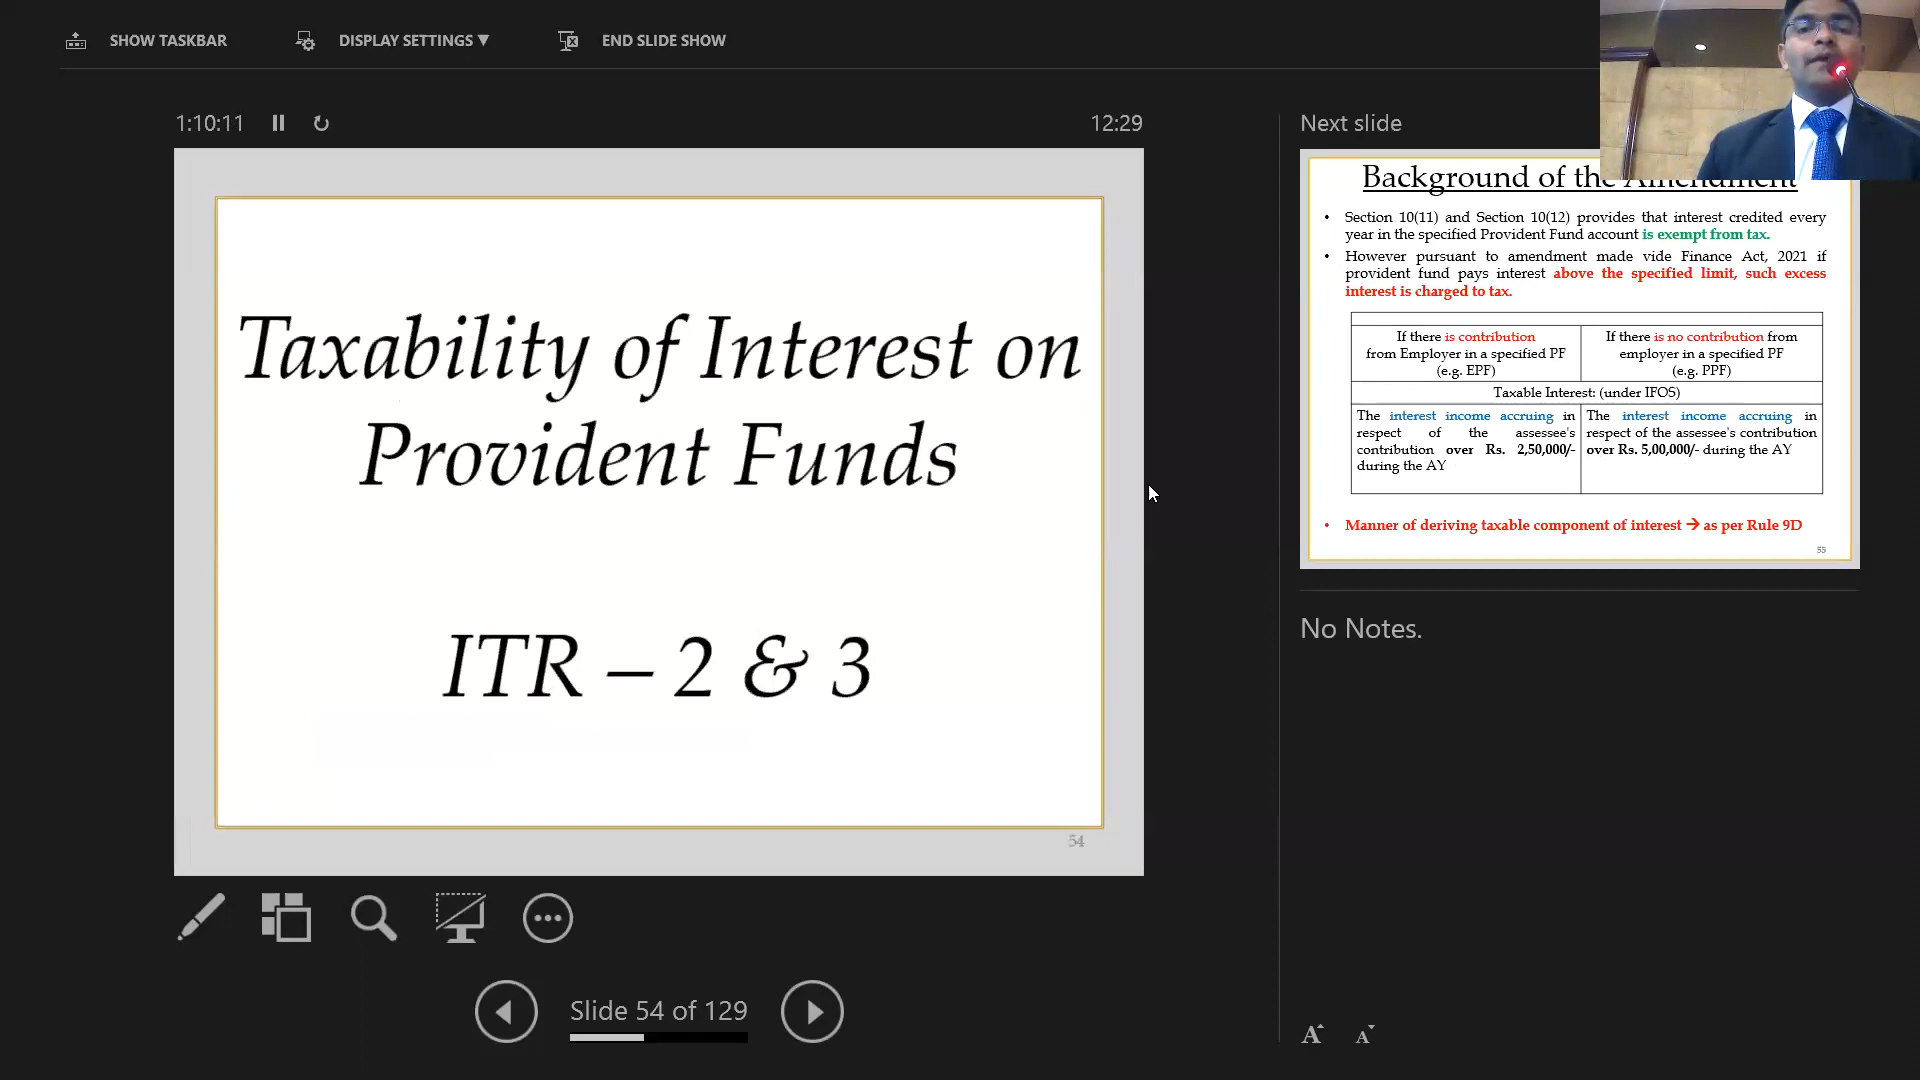 SHOW TASKBAR
DISPLAY SETTINGS ▼
END SLIDE SHOW
1:10:11
12:29
Taxability of Interest on
Provident Funds
ITR – 2 & 3
54
Slide 54 of 129
Next slide
Background of the Amendment
• Section 10(11) and Section 10(12) provides that interest credited every
year in the specified Provident Fund account is exempt from tax.
• However pursuant to amendment made vide Finance Act, 2021 if
provident fund pays interest above the specified limit, such excess
interest is charged to tax.
If there is contribution
from Employer in a specified PF
(e.g. EPF)
If there is no contribution from
employer in a specified PF
(e.g. PPF)
Taxable Interest: (under IFOS)
The interest income accruing in
respect of the assessee's
contribution over Rs. 2,50,000/-
during the AY
The interest income accruing in
respect of the assessee's contribution
over Rs. 5,00,000/- during the AY
• Manner of deriving taxable component of interest → as per Rule 9D
55
No Notes.
A A